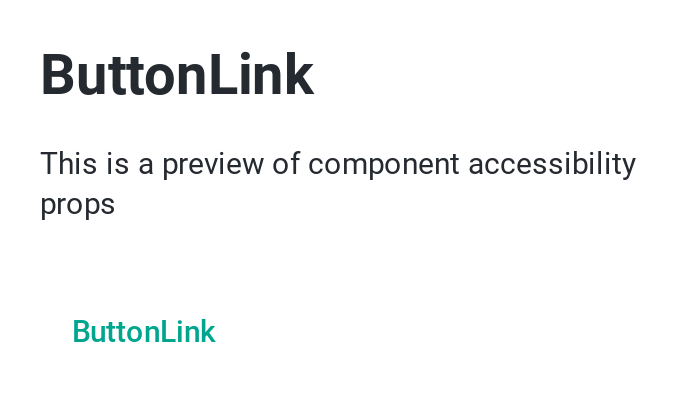 ButtonLink
This is a preview of component accessibility
props
ButtonLink